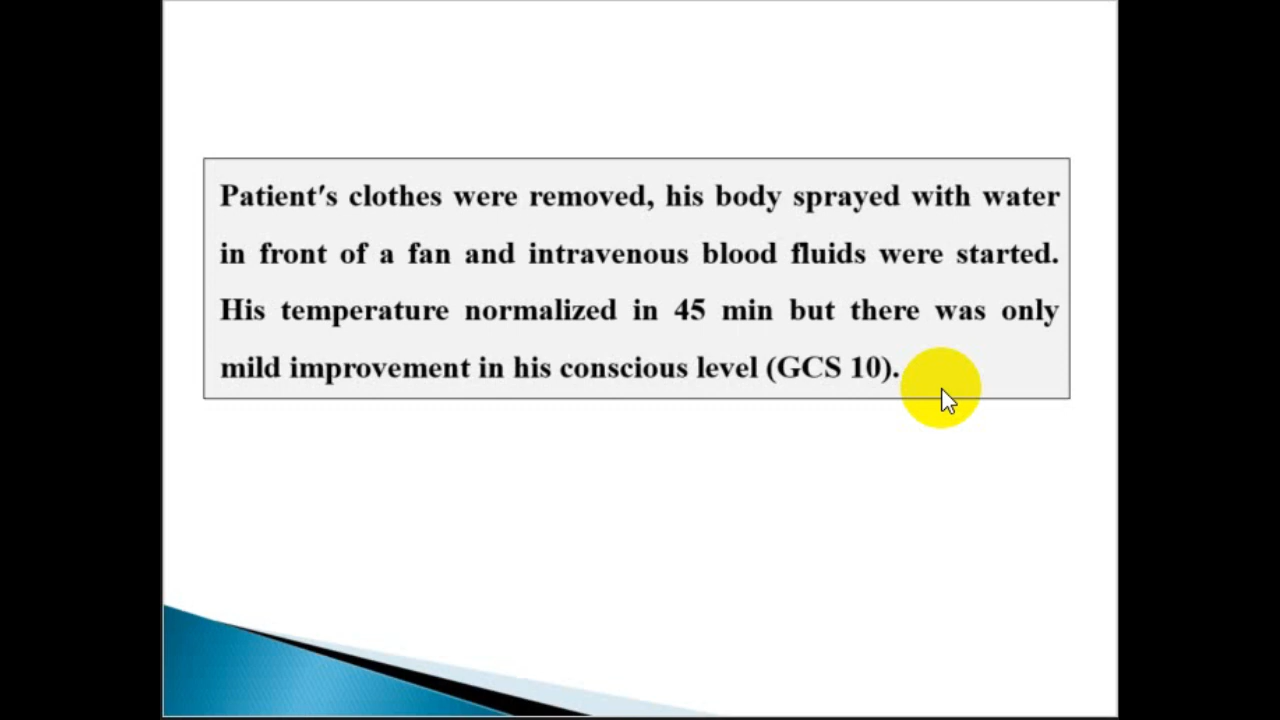 Patient's clothes were removed, his body sprayed with water
in front of a fan and intravenous blood fluids were started.
His temperature normalized in 45 min but there was only
mild improvement in his conscious level (GCS 10).